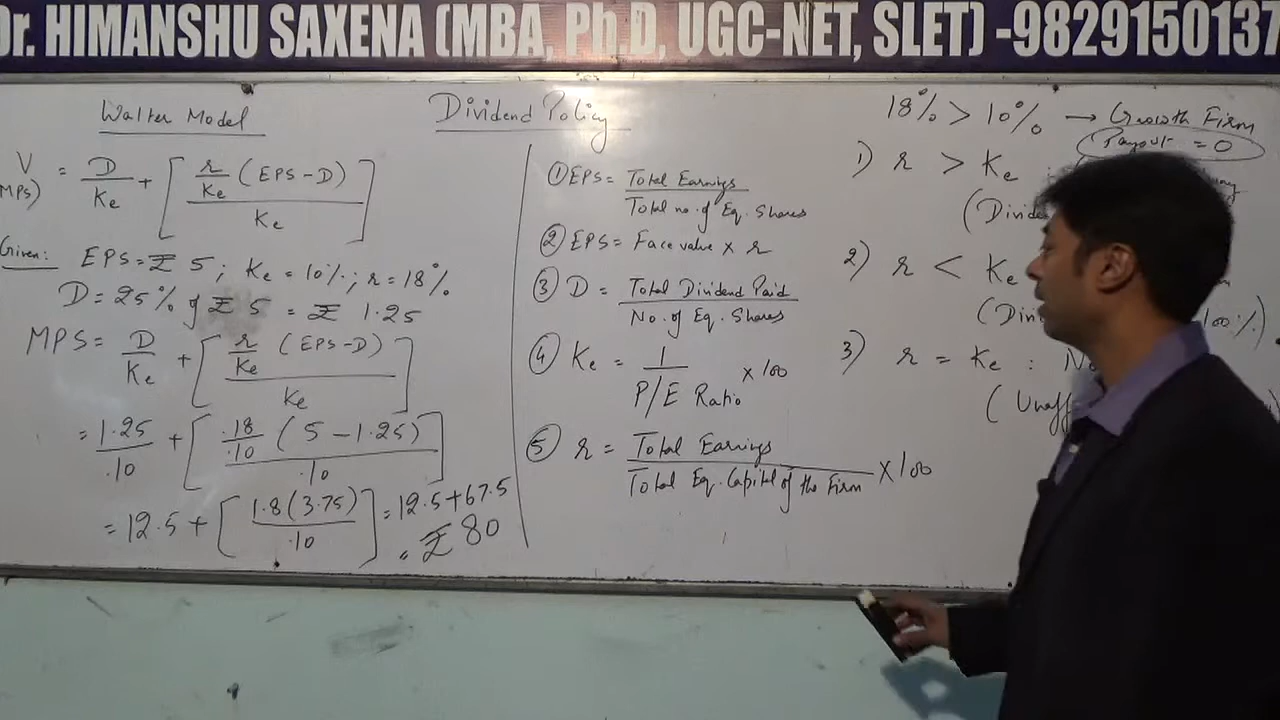 Dr. HIMANSHU SAXENA (MBA, Ph.D, UGC-NET, SLET) -9829150137
Walter Model
V
MPS) = D/Ke + [ r/Ke (EPS-D) / Ke ]
Given: EPS = ₹ 5 ; Ke = 10% ; r = 18%
D = 25% of ₹ 5 = ₹ 1.25
MPS = D/Ke + [ r/Ke (EPS-D) / Ke ]
= 1.25/.10 + [ .18/.10 (5 - 1.25) / .10 ]
= 12.5 + [ 1.8 (3.75) / .10 ] = 12.5 + 67.5
= ₹ 80
Dividend Policy
① EPS = Total Earnings / Total no. of Eq. Shares
② EPS = Face value × r
③ D = Total Dividend Paid / No. of Eq. Shares
④ Ke = 1 / P/E Ratio × 100
⑤ r = Total Earnings / Total Eq. Capital of the Firm × 100
18% > 10% → Growth Firm
Payout = 0
1) r > Ke :
2) r < Ke
100%)
3) r = Ke :